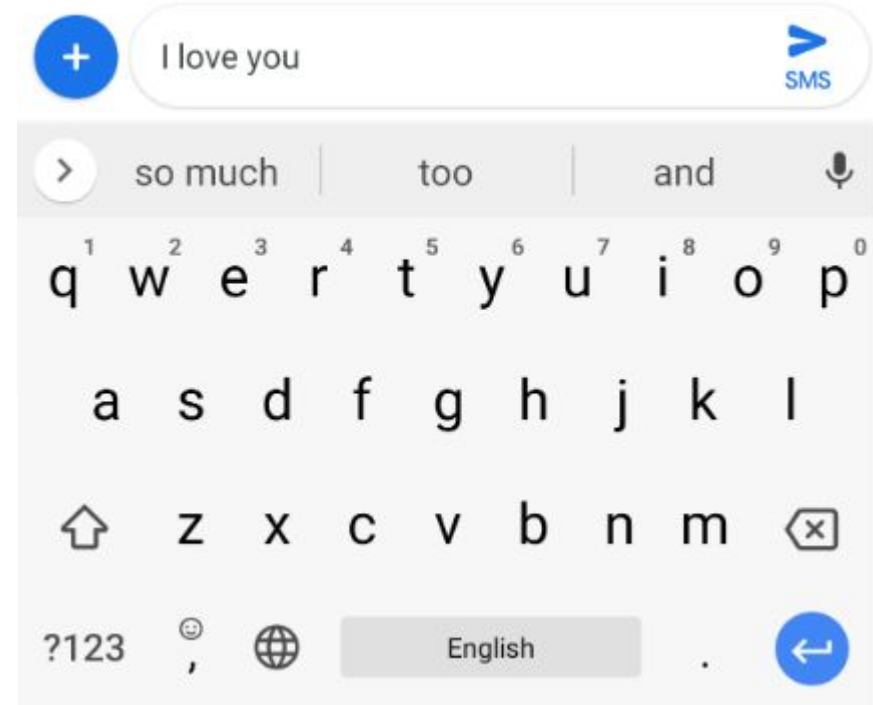 I love you
SMS
so much too and
1 2 3 4 5 6 7 8 9 0
q w e r t y u i o p
a s d f g h j k l
z x c v b n m
?123 , English .